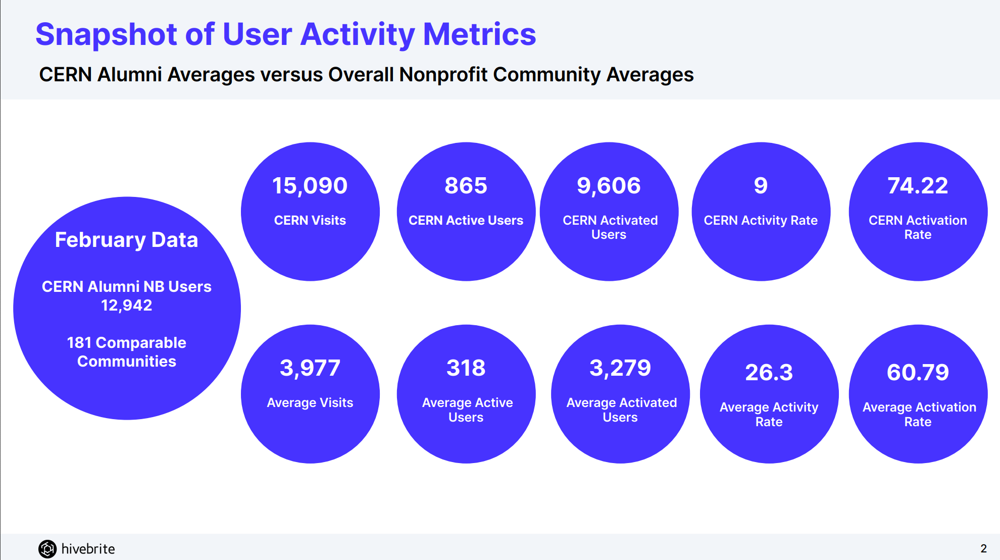 Snapshot of User Activity Metrics
CERN Alumni Averages versus Overall Nonprofit Community Averages
February Data
CERN Alumni NB Users
12,942
181 Comparable
Communities
15,090
CERN Visits
865
CERN Active Users
9,606
CERN Activated
Users
9
CERN Activity Rate
74.22
CERN Activation
Rate
3,977
Average Visits
318
Average Active
Users
3,279
Average Activated
Users
26.3
Average Activity
Rate
60.79
Average Activation
Rate
hivebrite
2